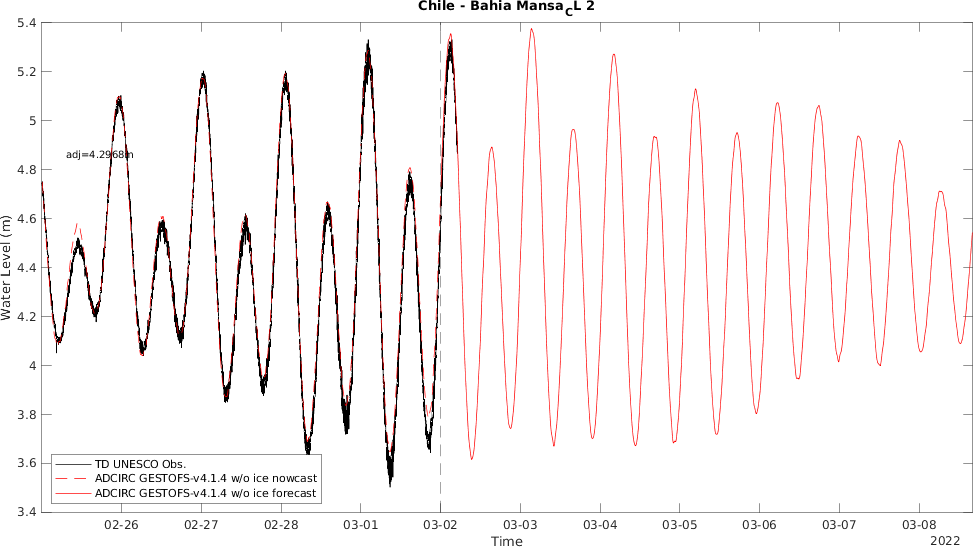 Chile - Bahia Mansa_CL 2
5.4
5.2
5
4.8
4.6
4.4
4.2
4
3.8
3.6
3.4
Water Level (m)
adj=4.2968m
TD UNESCO Obs.
ADCIRC GESTOFS-v4.1.4 w/o ice nowcast
ADCIRC GESTOFS-v4.1.4 w/o ice forecast
02-26 02-27 02-28 03-01 03-02 03-03 03-04 03-05 03-06 03-07 03-08
Time
2022